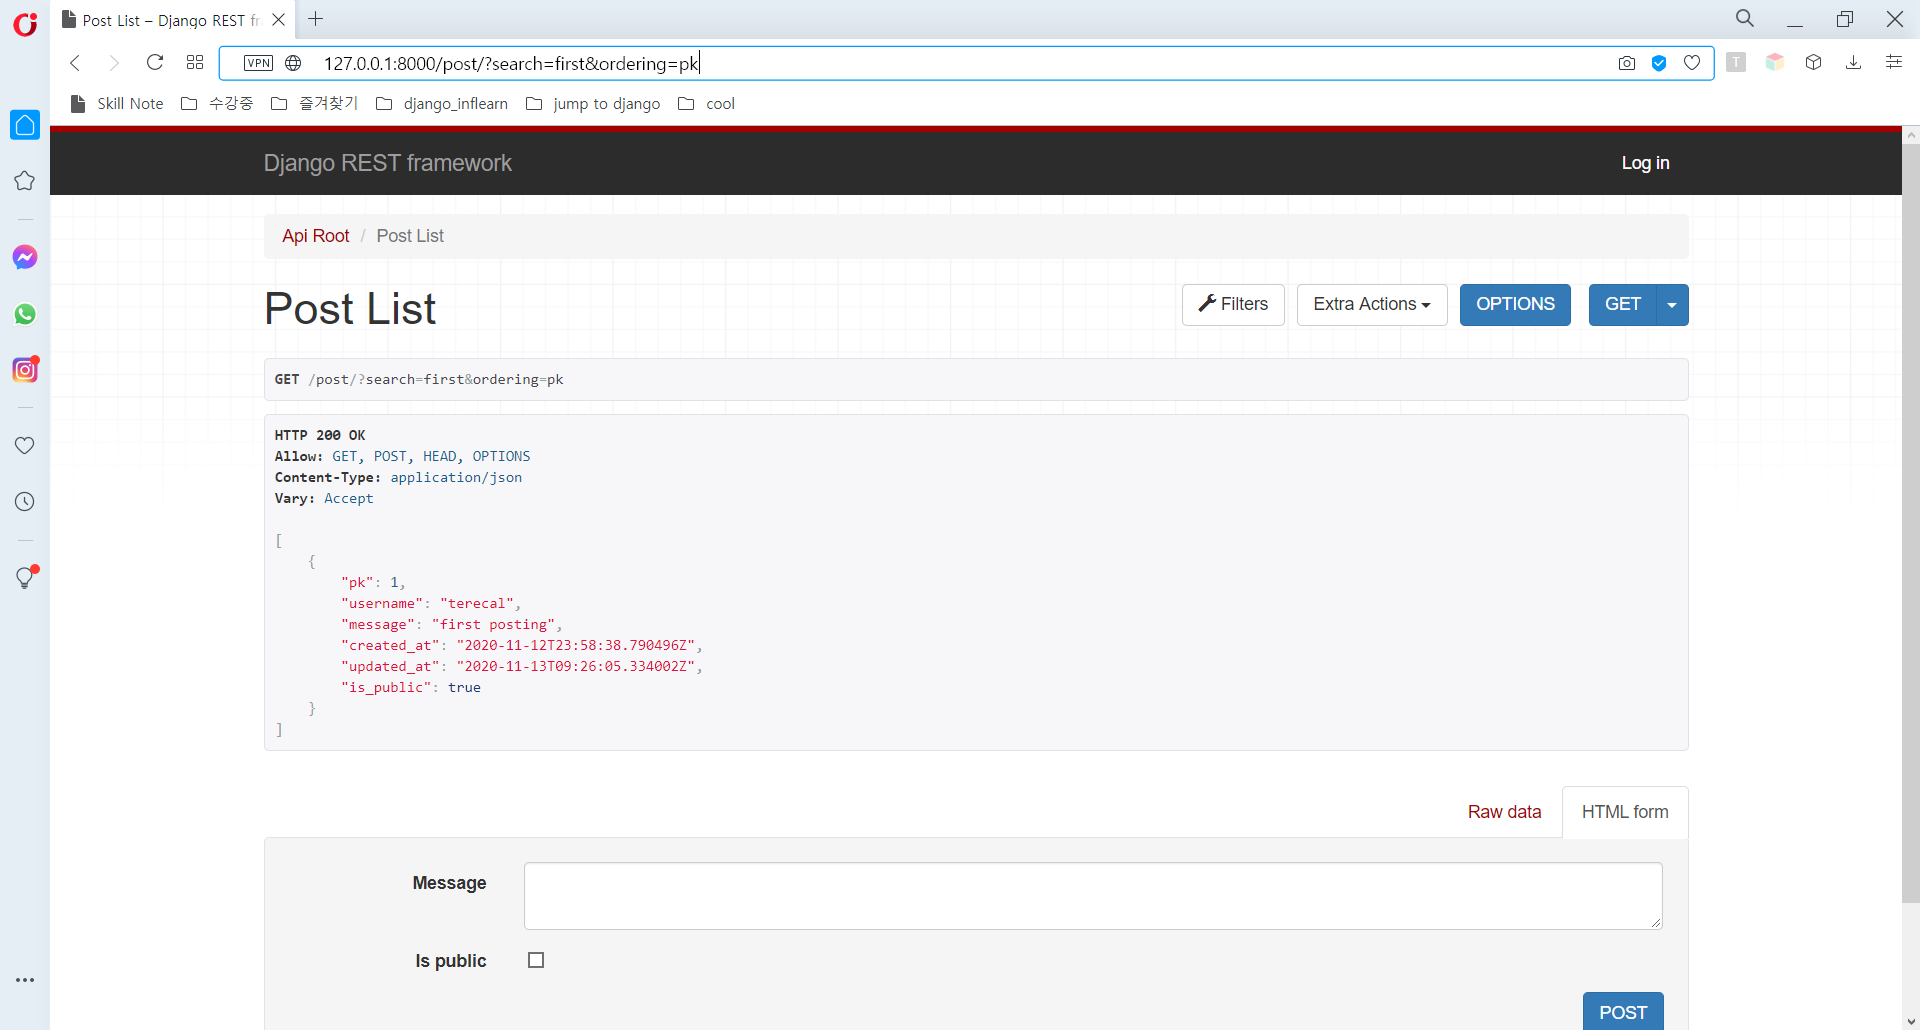 Post List – Django REST fr
VPN 127.0.0.1:8000/post/?search=first&ordering=pk T
Skill Note 수강중 즐겨찾기 django_inflearn jump to django cool
Django REST framework Log in
Api Root / Post List
Post List Filters Extra Actions OPTIONS GET
GET /post/?search=first&ordering=pk
HTTP 200 OK
Allow: GET, POST, HEAD, OPTIONS
Content-Type: application/json
Vary: Accept
[
{
"pk": 1,
"username": "terecal",
"message": "first posting",
"created_at": "2020-11-12T23:58:38.790496Z",
"updated_at": "2020-11-13T09:26:05.334002Z",
"is_public": true
}
]
Raw data HTML form
Message
Is public
POST